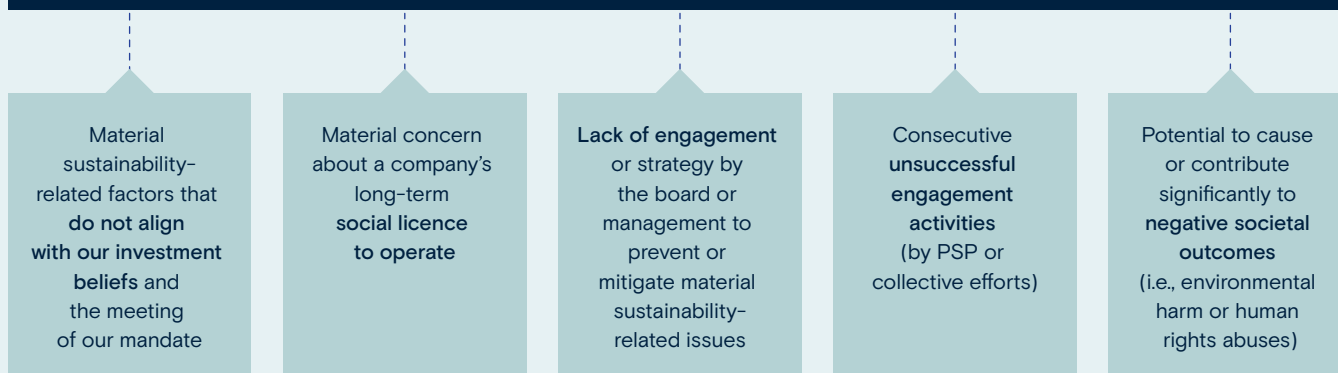 Material
sustainability-
related factors that
do not align
with our investment
beliefs and
the meeting
of our mandate
Material concern
about a company's
long-term
social licence
to operate
Lack of engagement
or strategy by
the board or
management to
prevent or
mitigate material
sustainability-
related issues
Consecutive
unsuccessful
engagement
activities
(by PSP or
collective efforts)
Potential to cause
or contribute
significantly to
negative societal
outcomes
(i.e., environmental
harm or human
rights abuses)